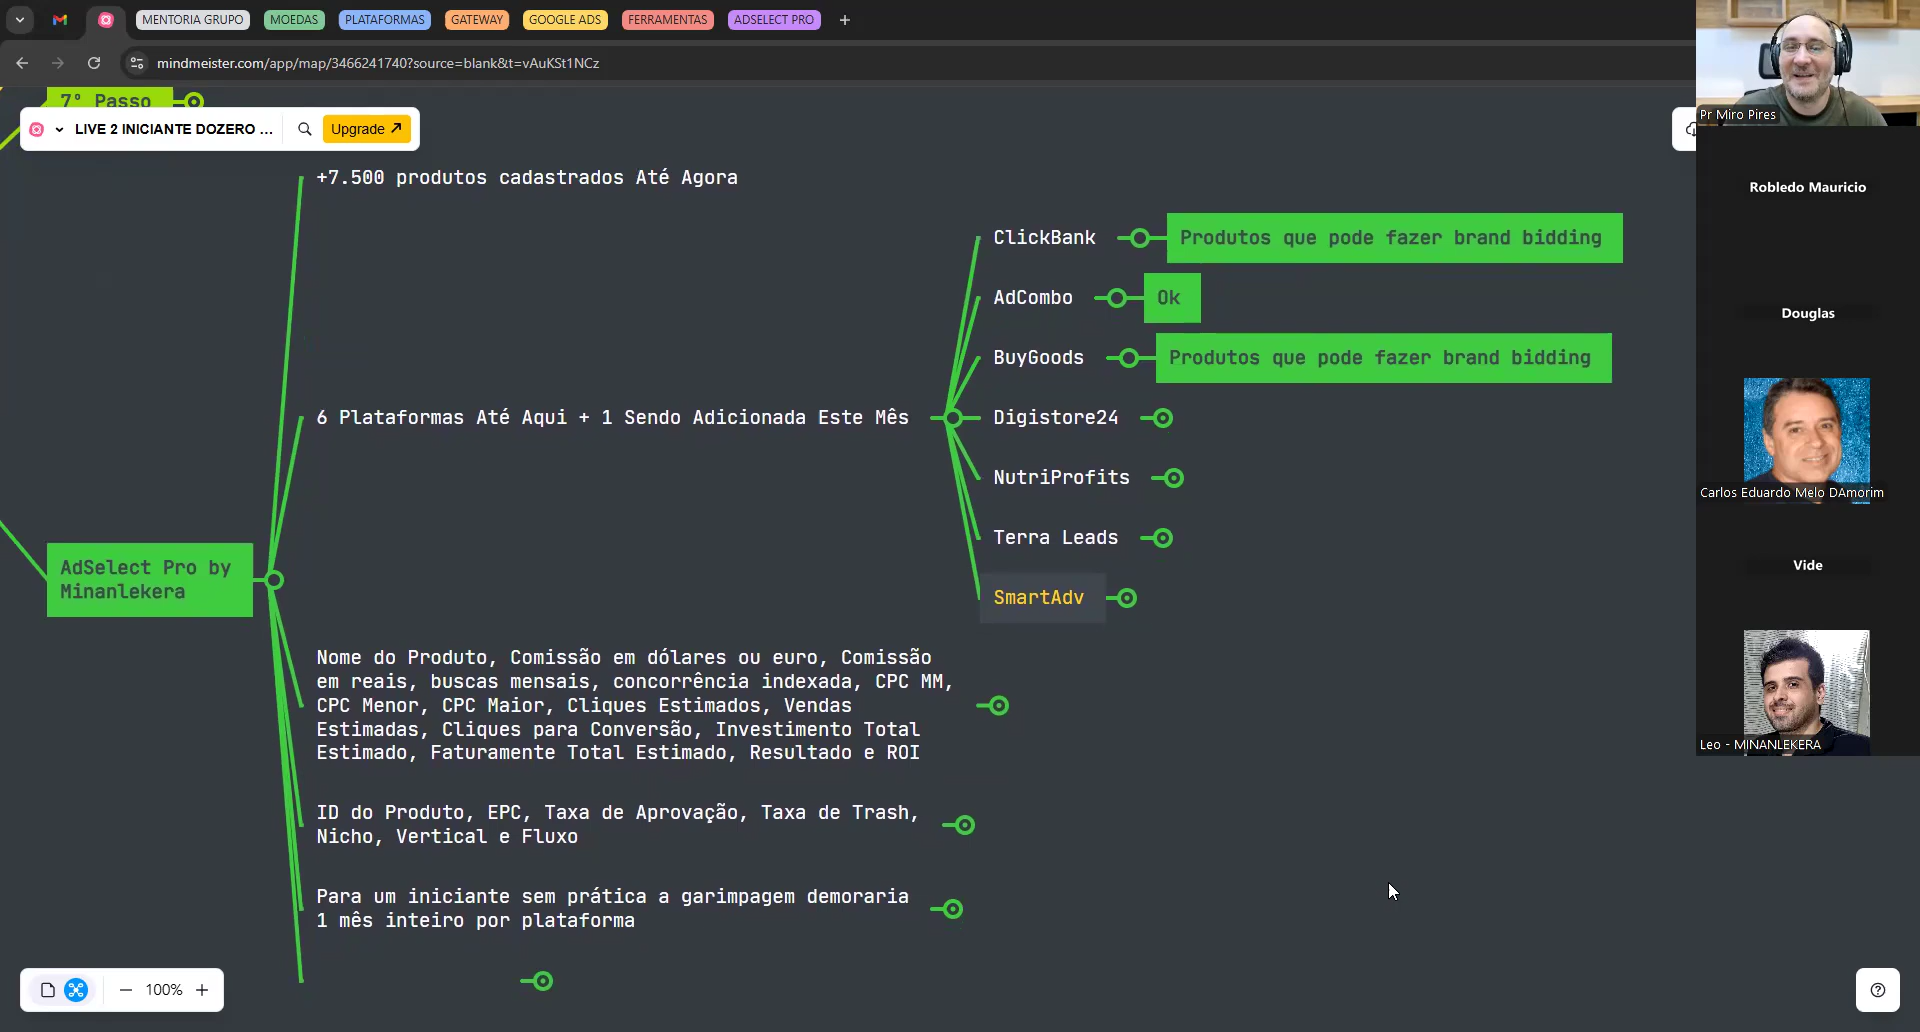 MENTORIA GRUPO
MOEDAS
PLATAFORMAS
GATEWAY
GOOGLE ADS
FERRAMENTAS
ADSELECT PRO
mindmeister.com/app/map/3466241740?source=blank&t=vAuKSt1NCz
7º Passo
LIVE 2 INICIANTE DOZERO ...
Upgrade
+7.500 produtos cadastrados Até Agora
ClickBank
Produtos que pode fazer brand bidding
AdCombo
Ok
BuyGoods
Produtos que pode fazer brand bidding
6 Plataformas Até Aqui + 1 Sendo Adicionada Este Mês
Digistore24
NutriProfits
Terra Leads
SmartAdv
AdSelect Pro by
Minanlekera
Nome do Produto, Comissão em dólares ou euro, Comissão
em reais, buscas mensais, concorrência indexada, CPC MM,
CPC Menor, CPC Maior, Cliques Estimados, Vendas
Estimadas, Cliques para Conversão, Investimento Total
Estimado, Faturamente Total Estimado, Resultado e ROI
ID do Produto, EPC, Taxa de Aprovação, Taxa de Trash,
Nicho, Vertical e Fluxo
Para um iniciante sem prática a garimpagem demoraria
1 mês inteiro por plataforma
100%
Pr Miro Pires
Robledo Mauricio
Douglas
Carlos Eduardo Melo DAmorim
Vide
Leo - MINANLEKERA